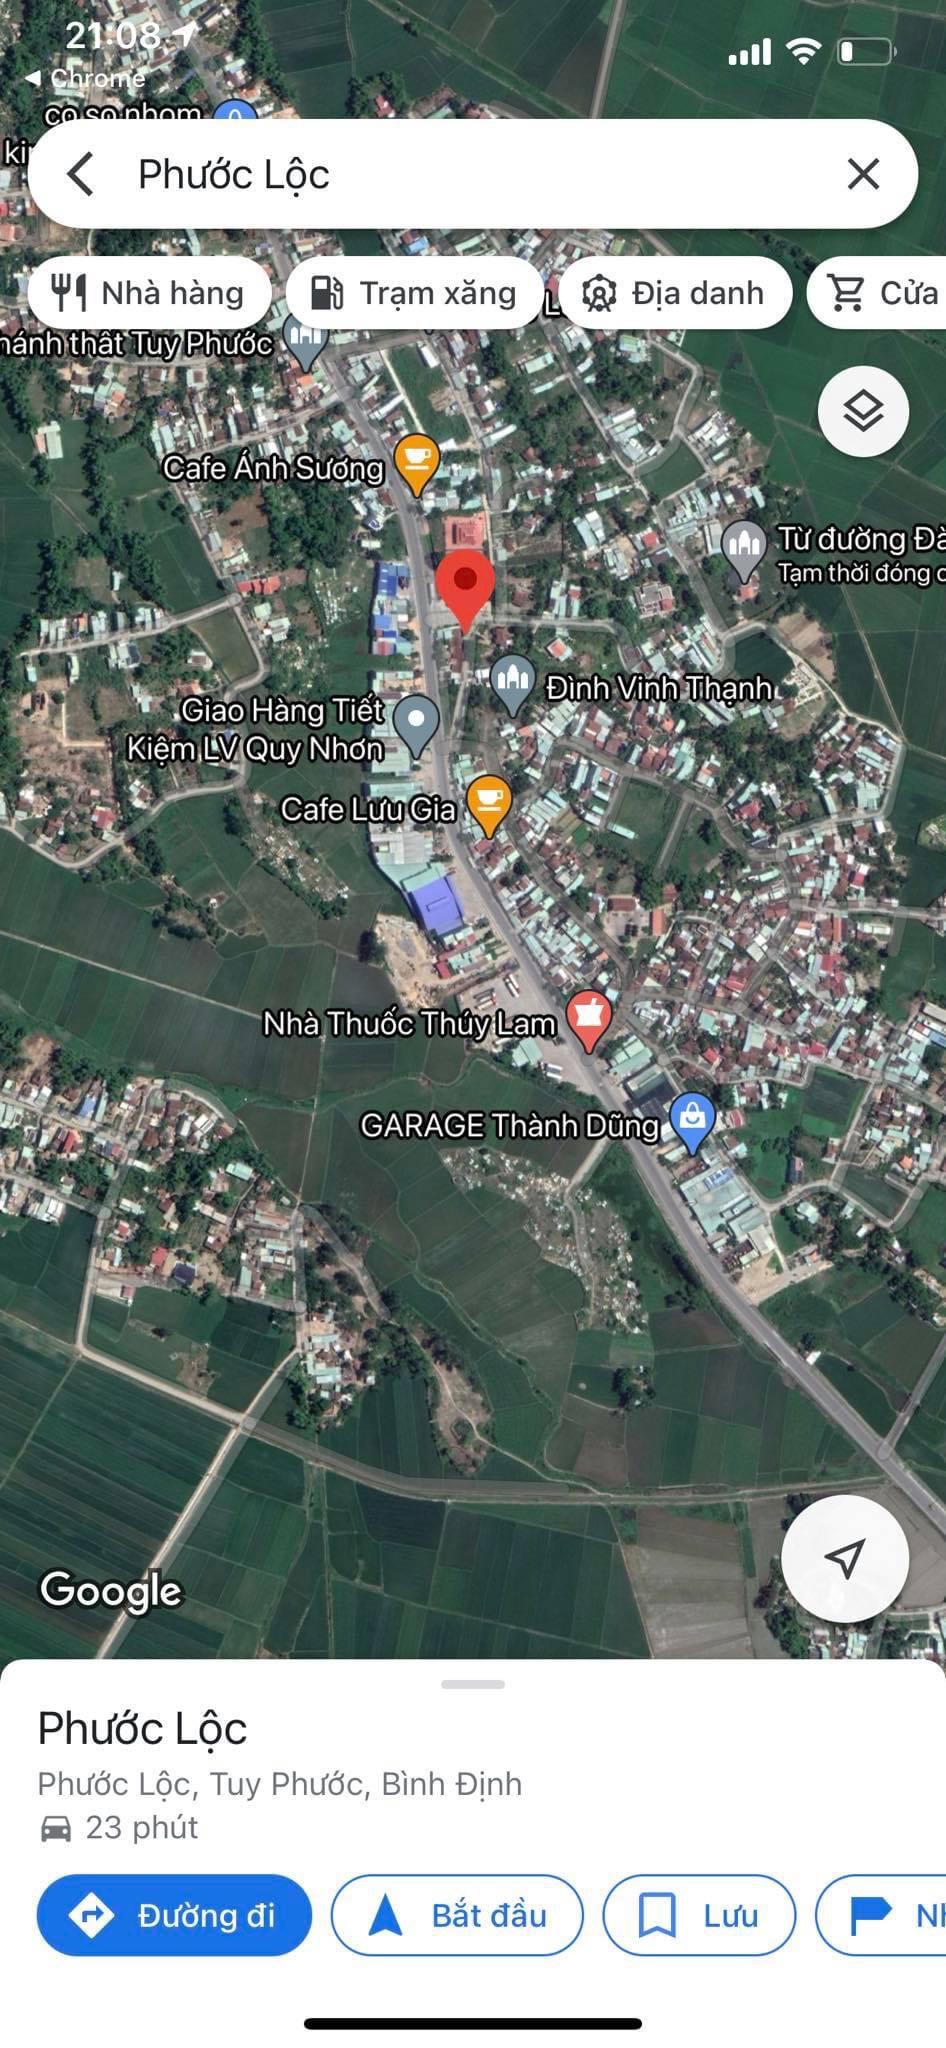 21:08
◀ Chrome
co so nhom
Phước Lộc
Nhà hàng
Trạm xăng
Địa danh
Cửa
Tuy Phước
Cafe Ánh Sương
Từ đường
Tạm thời đóng
Đình Vinh Thạnh
Giao Hàng Tiết
Kiệm LV Quy Nhơn
Cafe Lưu Gia
Nhà Thuốc Thúy Lam
GARAGE Thành Dũng
Google
Phước Lộc
Phước Lộc, Tuy Phước, Bình Định
23 phút
Đường đi
Bắt đầu
Lưu